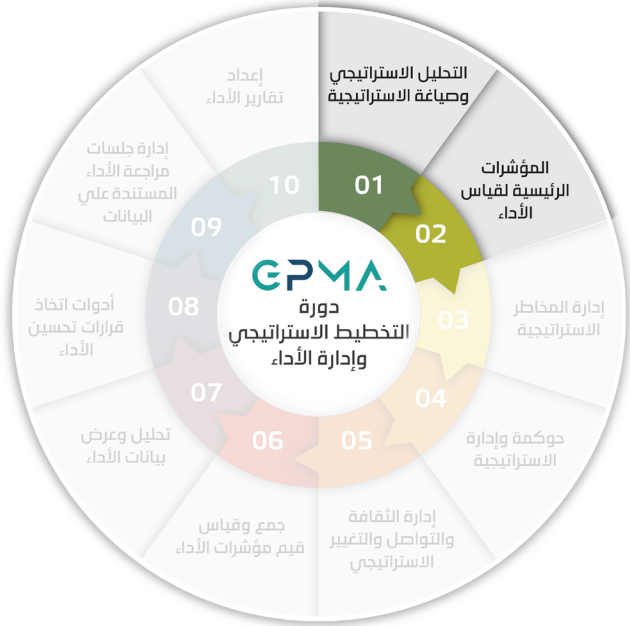 GPMA
دورة
التخطيط الاستراتيجي
وإدارة الأداء
01
التحليل الاستراتيجي
وصياغة الاستراتيجية
02
المؤشرات
الرئيسية لقياس
الأداء
03
إدارة المخاطر
الاستراتيجية
04
حوكمة وإدارة
الاستراتيجية
05
إدارة الثقافة
والتواصل والتغيير
الاستراتيجي
06
جمع وقياس
قيم مؤشرات الأداء
07
تحليل وعرض
بيانات الأداء
08
أدوات اتخاذ
قرارات تحسين
الأداء
09
إدارة جلسات
مراجعة الأداء
المستندة علي
البيانات
10
إعداد
تقارير الأداء